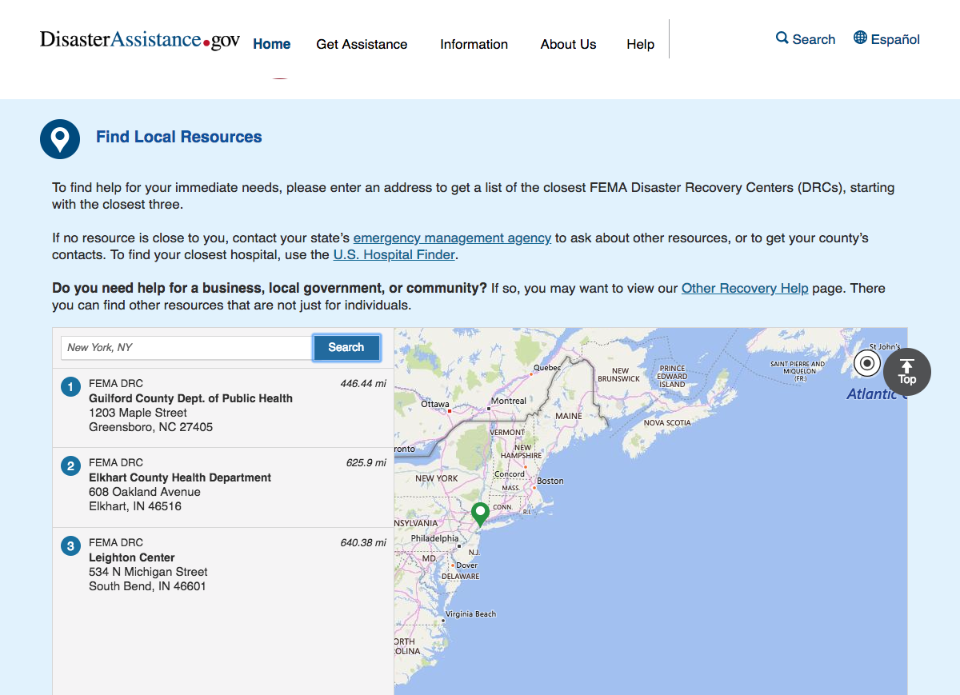 DisasterAssistance.gov
Home
Get Assistance
Information
About Us
Help
Search
Español
Find Local Resources
To find help for your immediate needs, please enter an address to get a list of the closest FEMA Disaster Recovery Centers (DRCs), starting
with the closest three.
If no resource is close to you, contact your state's emergency management agency to ask about other resources, or to get your county's
contacts. To find your closest hospital, use the U.S. Hospital Finder.
Do you need help for a business, local government, or community? If so, you may want to view our Other Recovery Help page. There
you can find other resources that are not just for individuals.
New York, NY
Search
1
FEMA DRC
446.44 mi
Guilford County Dept. of Public Health
1203 Maple Street
Greensboro, NC 27405
2
FEMA DRC
625.9 mi
Elkhart County Health Department
608 Oakland Avenue
Elkhart, IN 46516
3
FEMA DRC
640.38 mi
Leighton Center
534 N Michigan Street
South Bend, IN 46601
St John's
Top
Atlantic
Quebec
NEW
BRUNSWICK
PRINCE
EDWARD
ISLAND
SAINT PIERRE AND
MIQUELON
(FR.)
Ottawa
Montreal
MAINE
NOVA SCOTIA
VERMONT
ronto
NEW
HAMPSHIRE
NEW YORK
Concord
Boston
MASS.
CONN.
R.I.
NSYLVANIA
Philadelphia
N.J.
MD.
Dover
DELAWARE
Virginia Beach
ORTH
OLINA